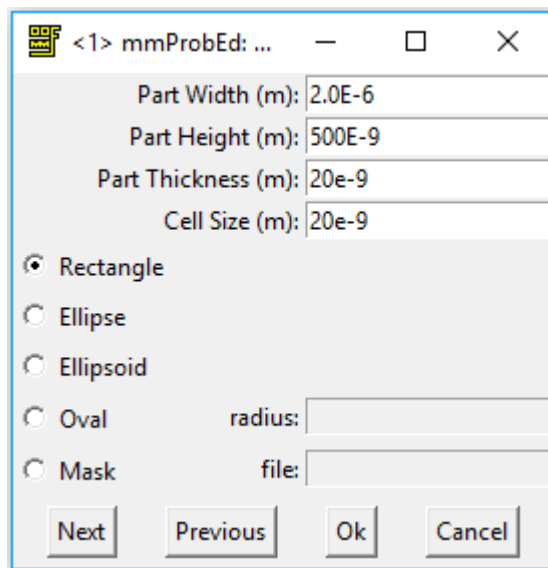 <1> mmProbEd: ...
Part Width (m): 2.0E-6
Part Height (m): 500E-9
Part Thickness (m): 20e-9
Cell Size (m): 20e-9
Rectangle
Ellipse
Ellipsoid
Oval radius:
Mask file:
Next Previous Ok Cancel